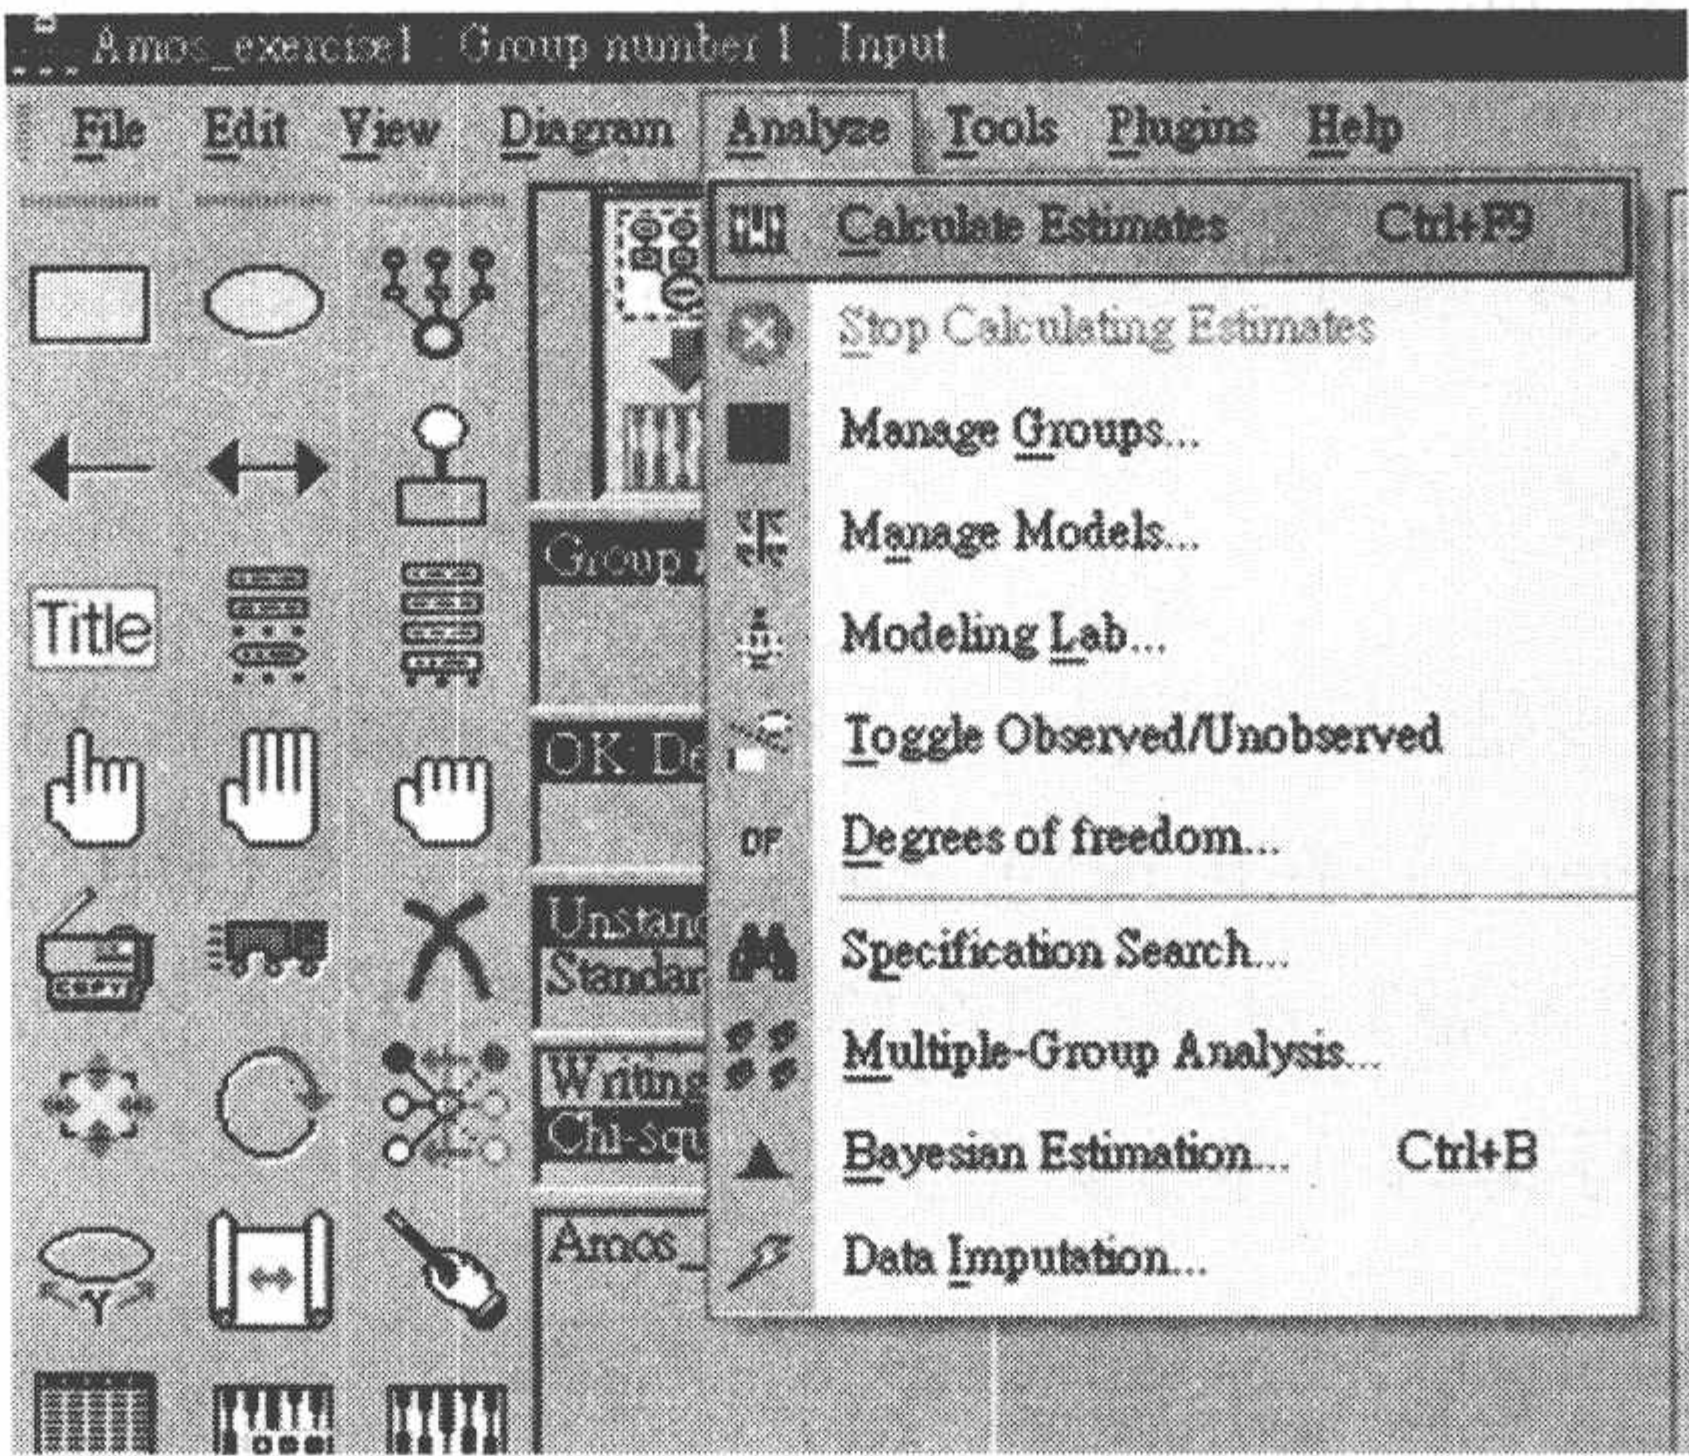 Amos_exercise1 : Group number 1 : Input
File Edit View Diagram Analyze Tools Plugins Help
Calculate Estimates Ctrl+F9
Stop Calculating Estimates
Manage Groups...
Manage Models...
Modeling Lab...
Toggle Observed/Unobserved
DF Degrees of freedom...
Specification Search...
Multiple-Group Analysis...
Bayesian Estimation... Ctrl+B
Data Imputation...
Title
COPY
Group
OK: De
Unstand
Standar
Writing
Chi-squ
Amos_